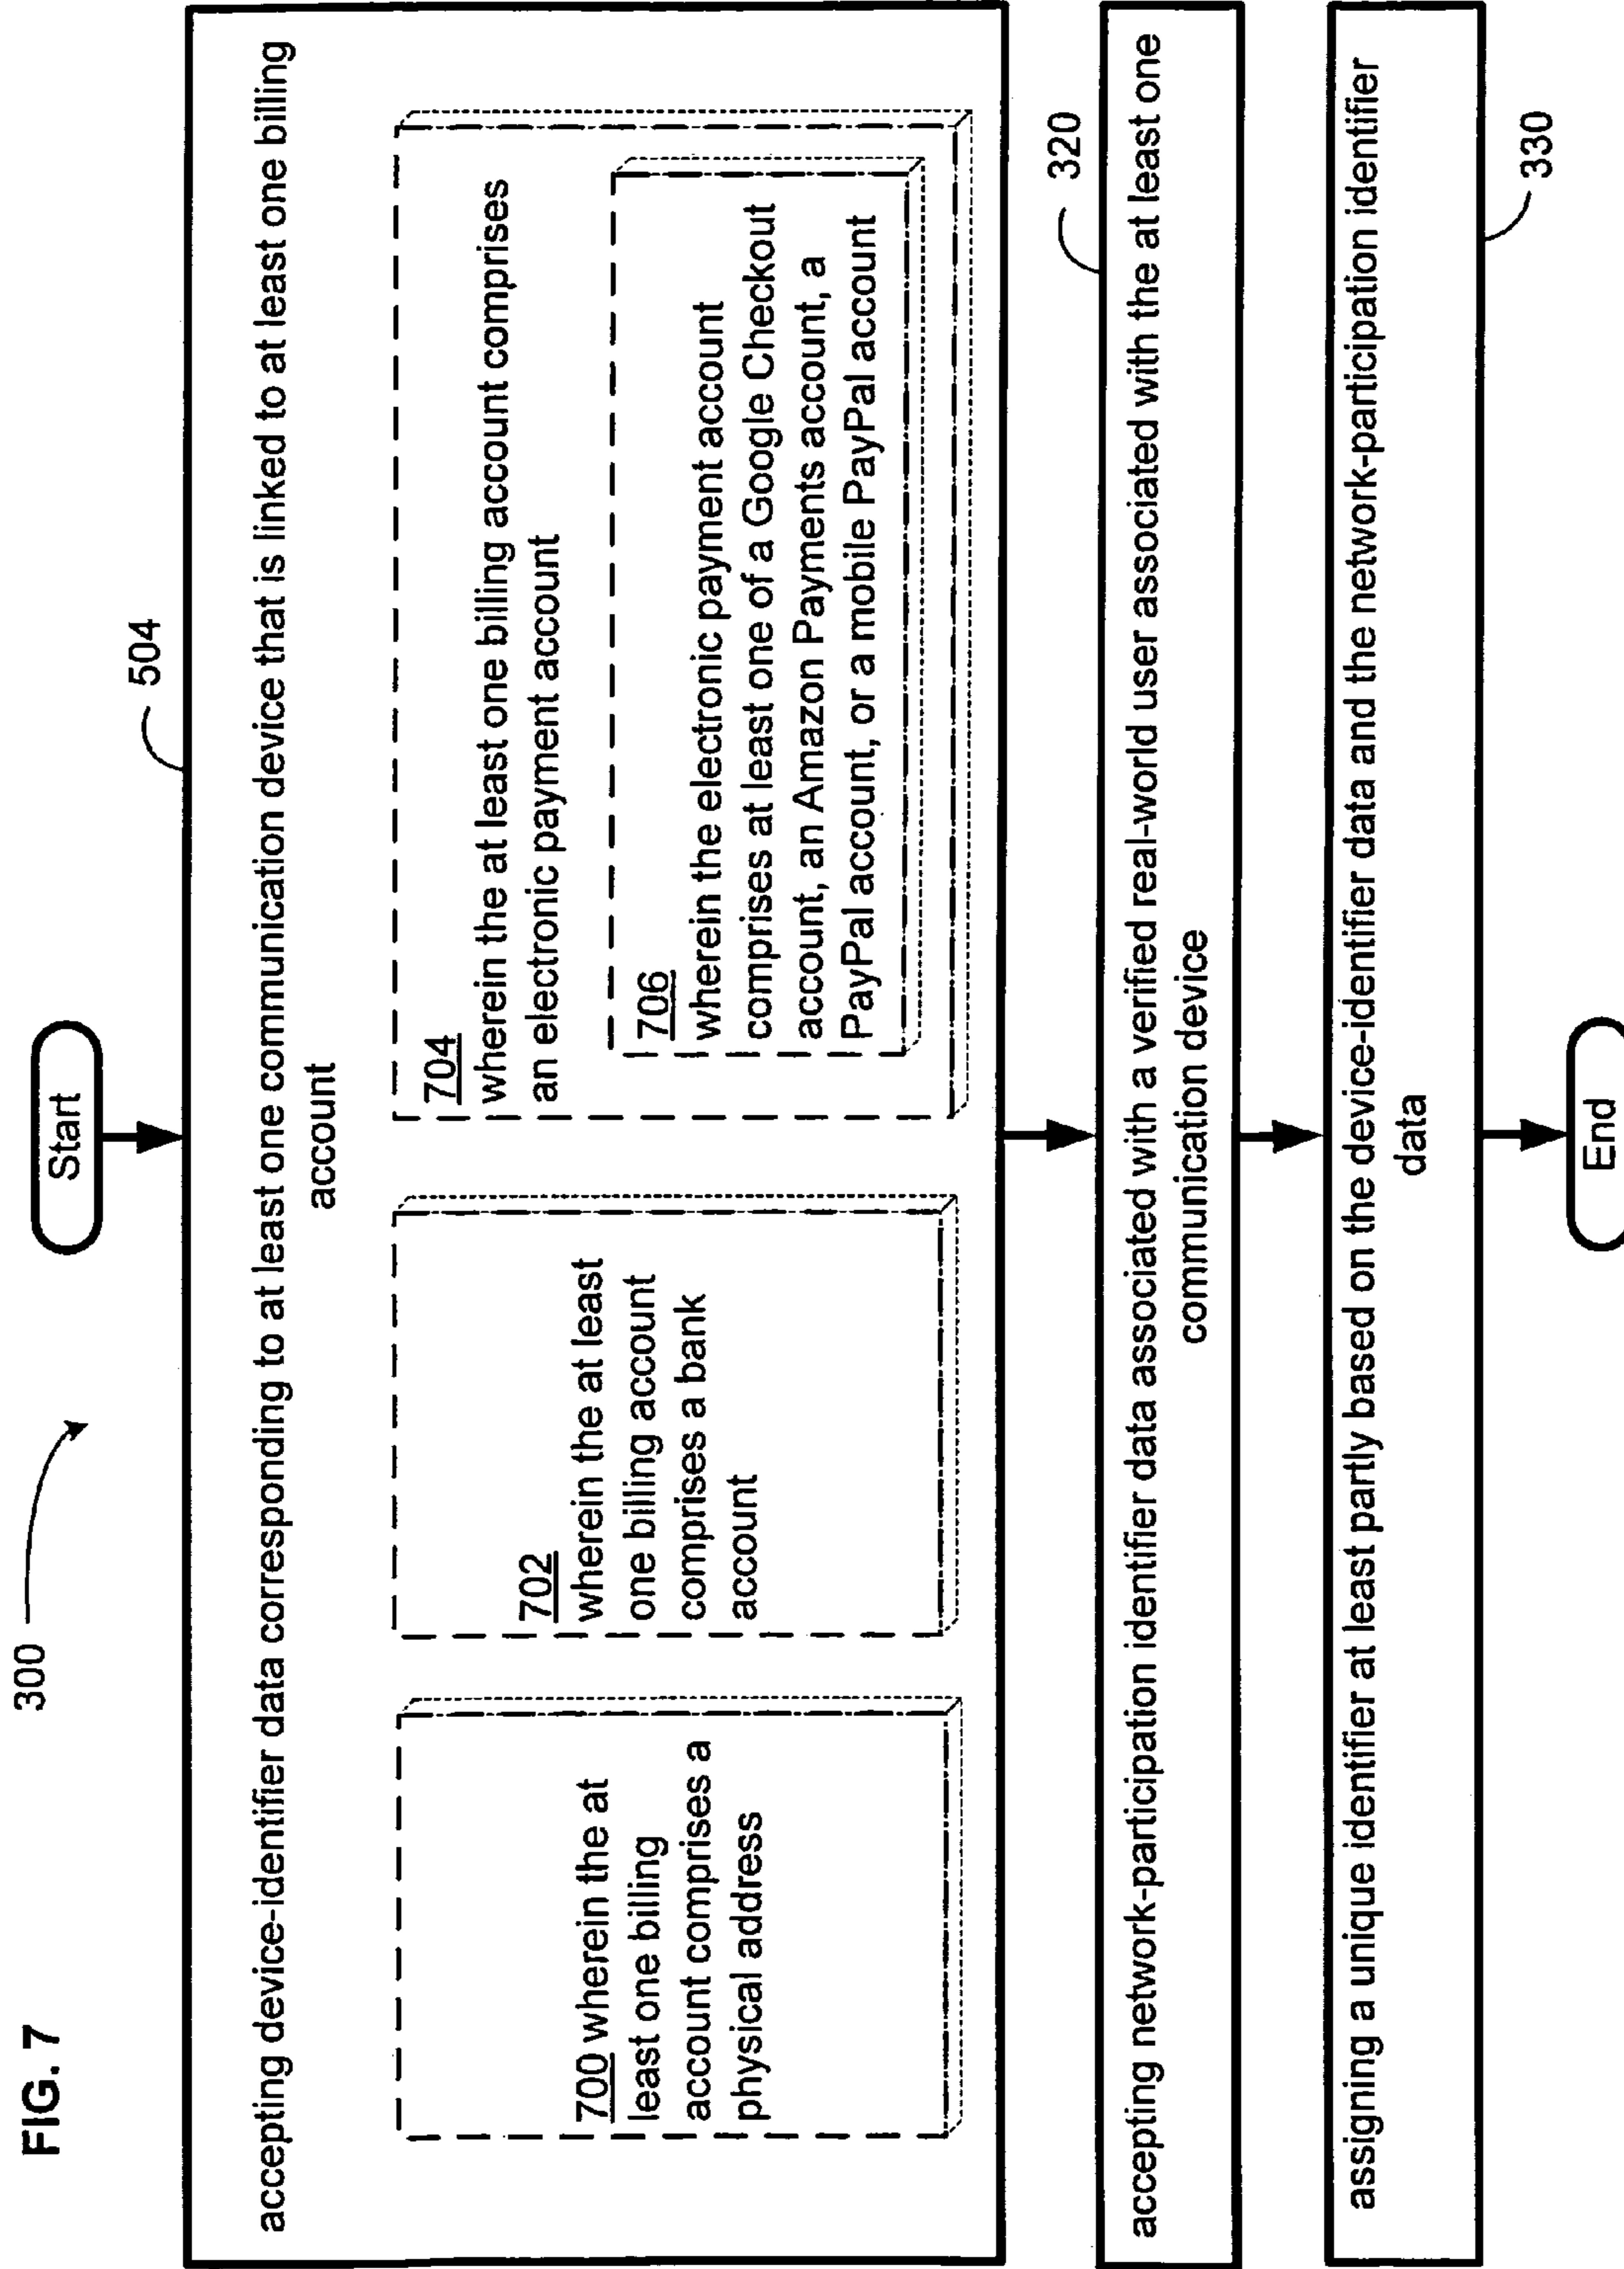 FIG. 7
300
Start
504
accepting device-identifier data corresponding to at least one communication device that is linked to at least one billing
account
700 wherein the at
least one billing
account comprises a
physical address
702
wherein the at least
one billing account
comprises a bank
account
704
wherein the at least one billing account comprises
an electronic payment account
706
wherein the electronic payment account
comprises at least one of a Google Checkout
account, an Amazon Payments account, a
PayPal account, or a mobile PayPal account
320
accepting network-participation identifier data associated with a verified real-world user associated with the at least one
communication device
assigning a unique identifier at least partly based on the device-identifier data and the network-participation identifier
data
330
End